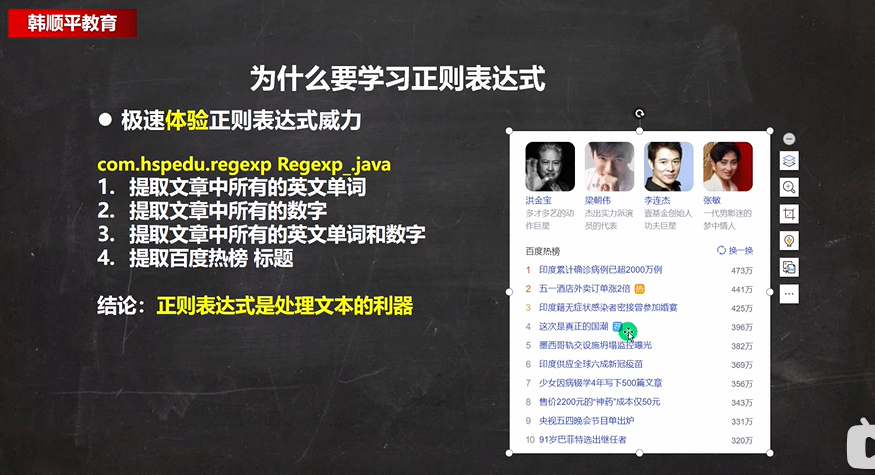 韩顺平教育
为什么要学习正则表达式
● 极速体验正则表达式威力
com.hspedu.regexp Regexp_.java
1. 提取文章中所有的英文单词
2. 提取文章中所有的数字
3. 提取文章中所有的英文单词和数字
4. 提取百度热榜 标题
结论：正则表达式是处理文本的利器
洪金宝 梁朝伟 李连杰 张敏
多才多艺的动 杰出实力派演 壹基金创始人 一代男影迷的
作巨星 员的代表 功夫巨星 梦中情人
百度热榜 换一换
1 印度累计确诊病例已超2000万例 473万
2 五一酒店外卖订单涨2倍 热 441万
3 印度籍无症状感染者密接曾参加婚宴 425万
4 这次是真正的国潮 396万
5 墨西哥轨交设施坍塌监控曝光 382万
6 印度供应全球六成新冠疫苗 369万
7 少女因病辍学4年写下500篇文章 356万
8 售价2200元的“神药”成本仅50元 343万
9 央视五四晚会节目单出炉 331万
10 91岁巴菲特选出继任者 320万